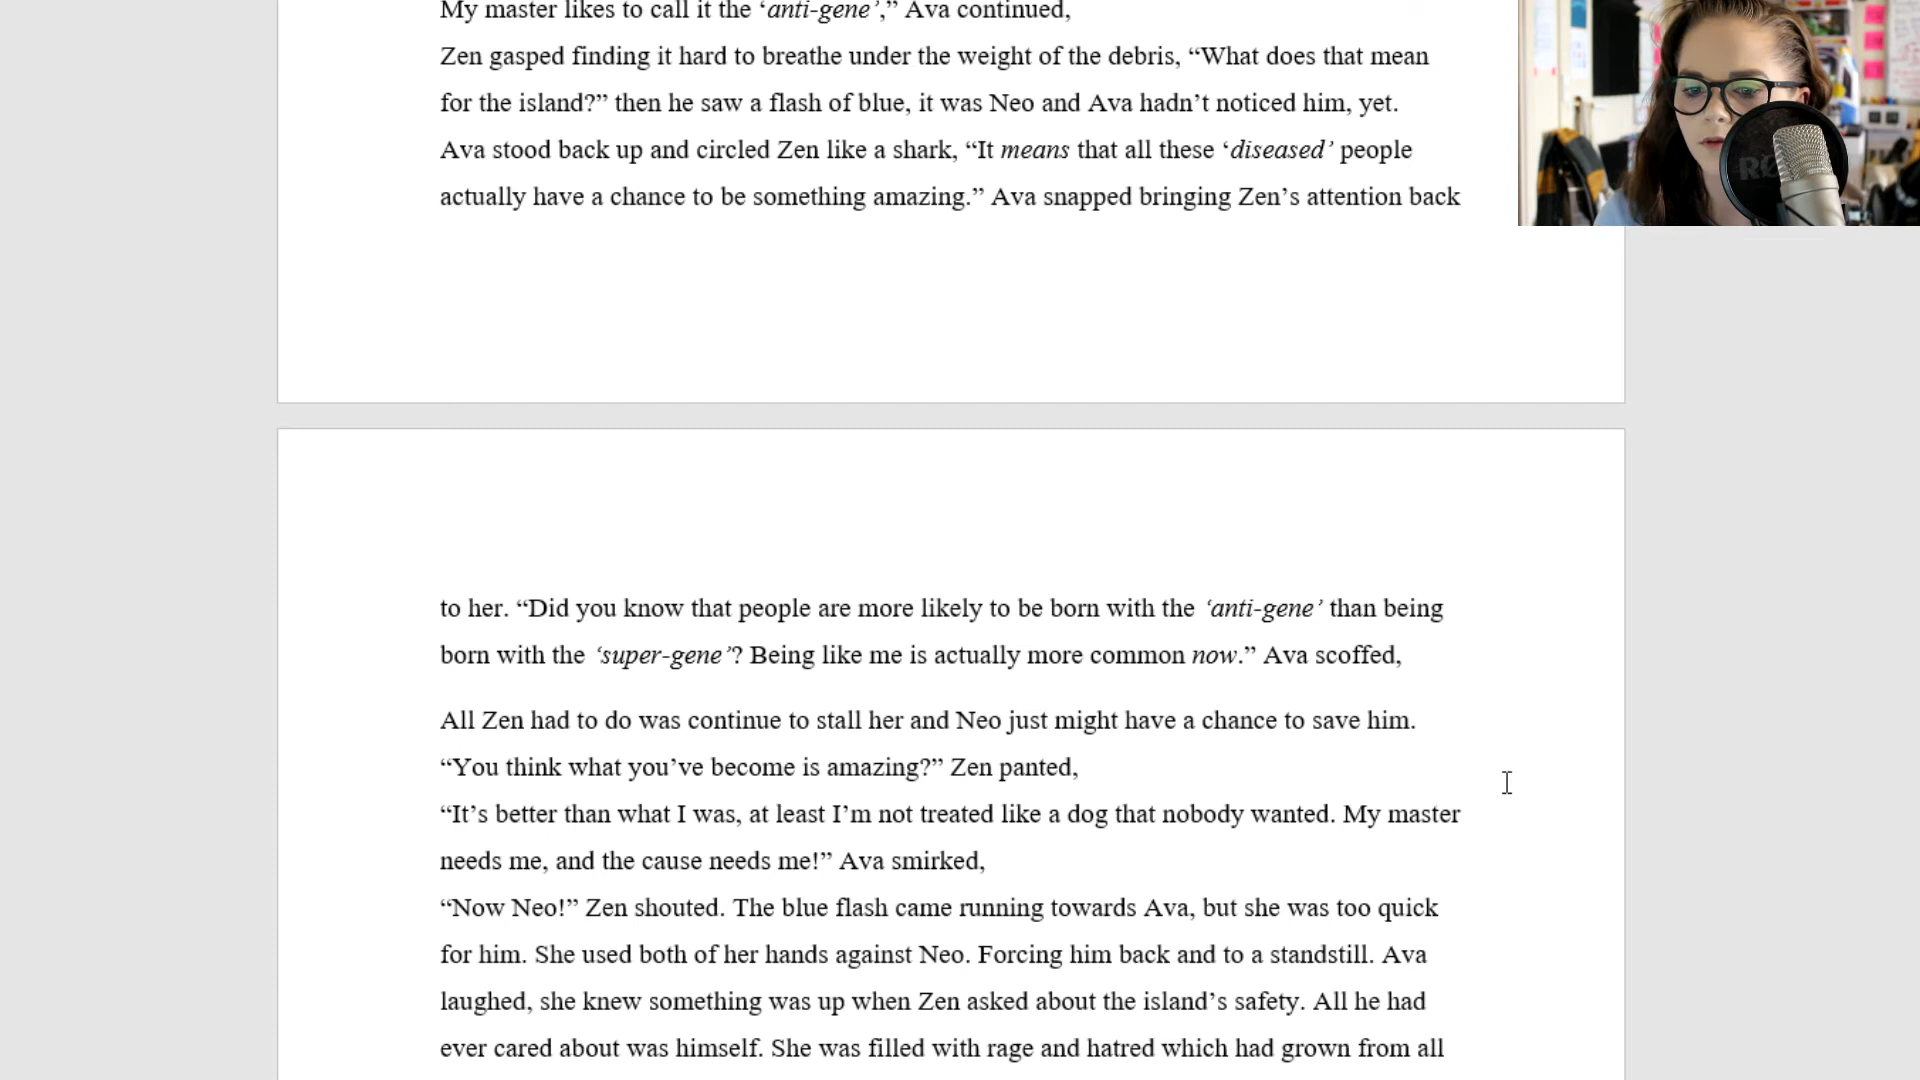 My master likes to call it the ‘anti-gene’,” Ava continued,
Zen gasped finding it hard to breathe under the weight of the debris, “What does that mean
for the island?” then he saw a flash of blue, it was Neo and Ava hadn’t noticed him, yet.
Ava stood back up and circled Zen like a shark, “It means that all these ‘diseased’ people
actually have a chance to be something amazing.” Ava snapped bringing Zen’s attention back
to her. “Did you know that people are more likely to be born with the ‘anti-gene’ than being
born with the ‘super-gene’? Being like me is actually more common now.” Ava scoffed,
All Zen had to do was continue to stall her and Neo just might have a chance to save him.
“You think what you’ve become is amazing?” Zen panted,
“It’s better than what I was, at least I’m not treated like a dog that nobody wanted. My master
needs me, and the cause needs me!” Ava smirked,
“Now Neo!” Zen shouted. The blue flash came running towards Ava, but she was too quick
for him. She used both of her hands against Neo. Forcing him back and to a standstill. Ava
laughed, she knew something was up when Zen asked about the island’s safety. All he had
ever cared about was himself. She was filled with rage and hatred which had grown from all